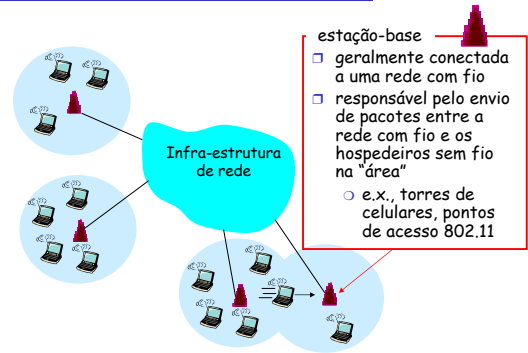 estação-base
geralmente conectada
a uma rede com fio
responsável pelo envio
de pacotes entre a
rede com fio e os
hospedeiros sem fio
na “área”
e.x., torres de
celulares, pontos
de acesso 802.11
Infra-estrutura
de rede